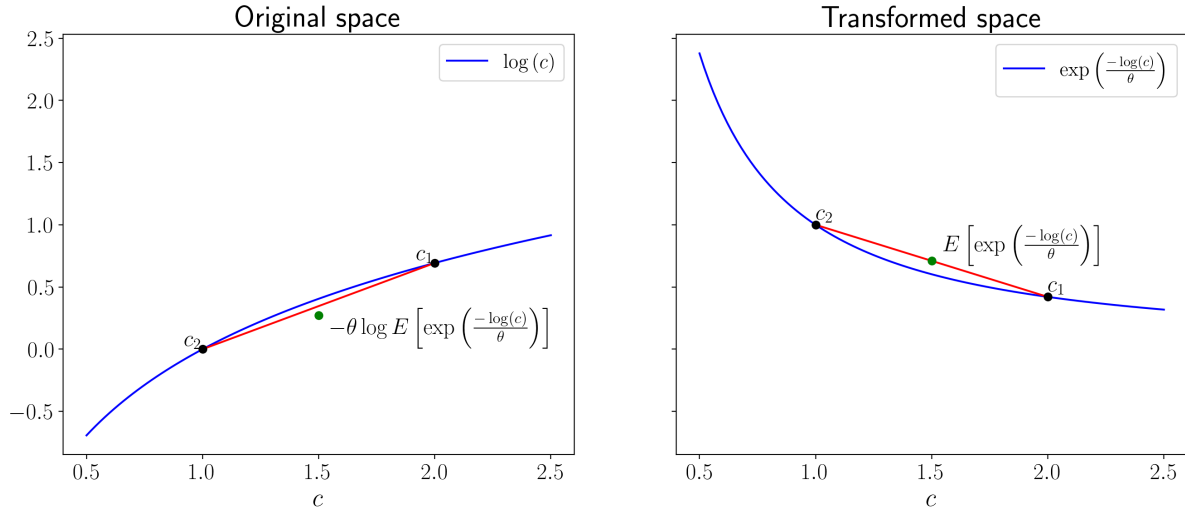 Original space
log (c)
2.5
2.0
1.5
1.0
0.5
0.0
−0.5
c₁
c₂
−θ log E [exp (−log(c)/θ)]
0.5 1.0 1.5 2.0 2.5
c
Transformed space
exp (−log(c)/θ)
c₂
E [exp (−log(c)/θ)]
c₁
0.5 1.0 1.5 2.0 2.5
c